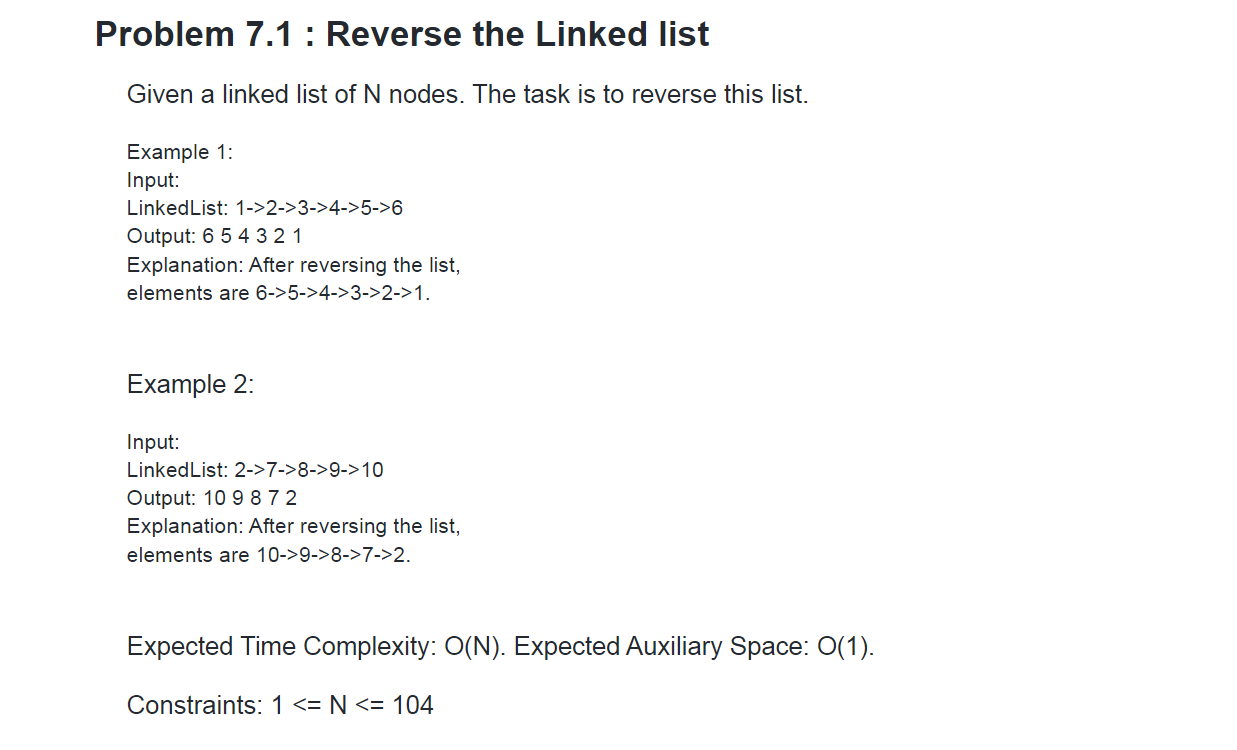 Problem 7.1 : Reverse the Linked list
Given a linked list of N nodes. The task is to reverse this list.
Example 1:
Input:
LinkedList: 1->2->3->4->5->6
Output: 6 5 4 3 2 1
Explanation: After reversing the list,
elements are 6->5->4->3->2->1.
Example 2:
Input:
LinkedList: 2->7->8->9->10
Output: 10 9 8 7 2
Explanation: After reversing the list,
elements are 10->9->8->7->2.
Expected Time Complexity: O(N). Expected Auxiliary Space: O(1).
Constraints: 1 <= N <= 104